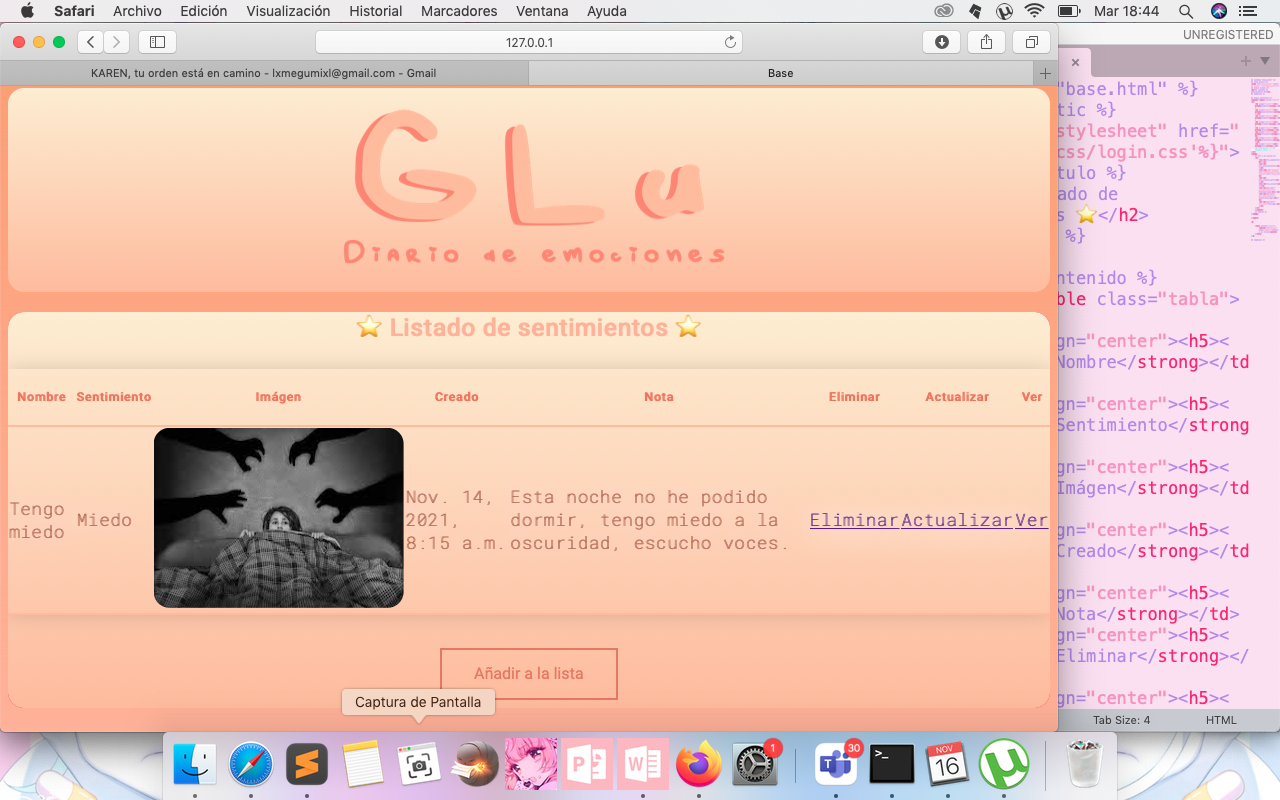 Safari Archivo Edición Visualización Historial Marcadores Ventana Ayuda Mar 18:44
127.0.0.1
UNREGISTERED
KAREN, tu orden está en camino - lxmegumixl@gmail.com - Gmail
Base
GLu
Diario de emociones
⭐ Listado de sentimientos ⭐
Nombre Sentimiento Imágen Creado Nota Eliminar Actualizar Ver
Tengo
miedo
Miedo
Nov. 14,
2021,
8:15 a.m.
Esta noche no he podido
dormir, tengo miedo a la
oscuridad, escucho voces.
Eliminar Actualizar Ver
Añadir a la lista
Captura de Pantalla
"base.html" %}
tic %}
stylesheet" href="
css/login.css'%}">
tulo %}
ado de
s ⭐</h2>
%}
ntenido %}
ble class="tabla">
gn="center"><h5><
Nombre</strong></td
gn="center"><h5><
Sentimiento</strong
gn="center"><h5><
Imágen</strong></td
gn="center"><h5><
Creado</strong></td
gn="center"><h5><
Nota</strong></td>
gn="center"><h5><
Eliminar</strong></
gn="center"><h5><
Tab Size: 4 HTML
P W 1 T 30 >_ NOV 16 µ